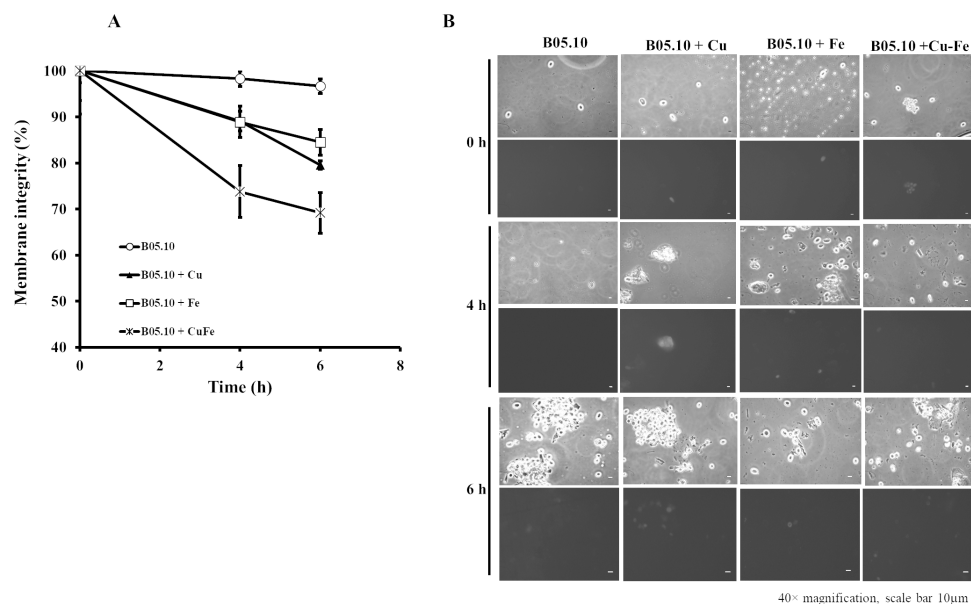 A
Membrane integrity (%)
100
90
80
70
60
50
40
B05.10
B05.10 + Cu
B05.10 + Fe
B05.10 + CuFe
0
2
4
6
8
Time (h)
B
B05.10
B05.10 + Cu
B05.10 + Fe
B05.10 +Cu-Fe
0 h
4 h
6 h
40× magnification, scale bar 10μm